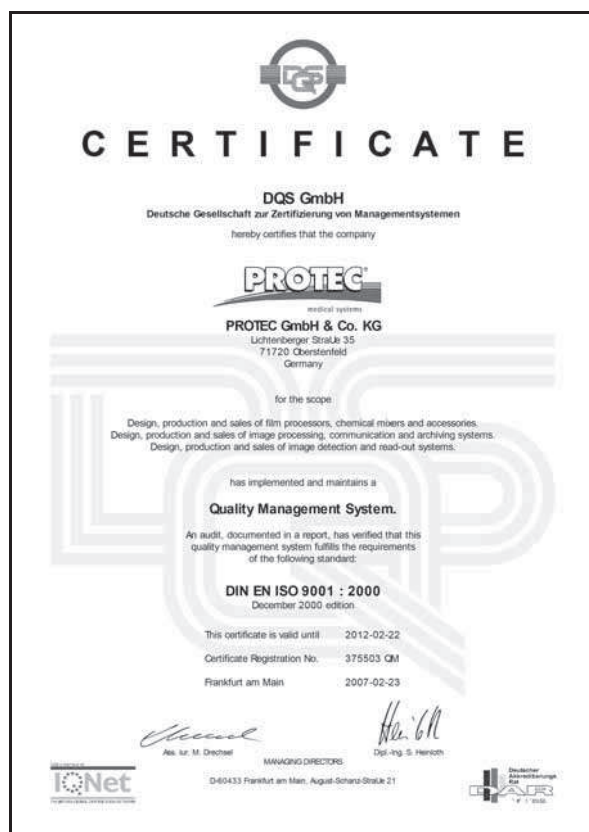 DQS
CERTIFICATE
DQS GmbH
Deutsche Gesellschaft zur Zertifizierung von Managementsystemen
hereby certifies that the company
PROTEC®
medical systems
PROTEC GmbH & Co. KG
Lichtenberger StraUe 35
71720 Oberstenfeld
Germany
for the scope
Design, production and sales of film processors, chemical mixers and accessories.
Design, production and sales of image processing, communication and archiving systems.
Design, production and sales of image detection and read-out systems.
has implemented and maintains a
Quality Management System.
An audit, documented in a report, has verified that this
quality management system fulfills the requirements
of the following standard:
DIN EN ISO 9001 : 2000
December 2000 edition
This certificate is valid until 2012-02-22
Certificate Registration No. 375503 QM
Frankfurt am Main 2007-02-23
Ass. iur. M. Drechsel Dipl.-Ing. S. Heinloth
MANAGING DIRECTORS
D-60433 Frankfurt am Main, August-Schanz-StraUe 21
IQNet
Deutscher
Akkreditierungs
Rat
DAR